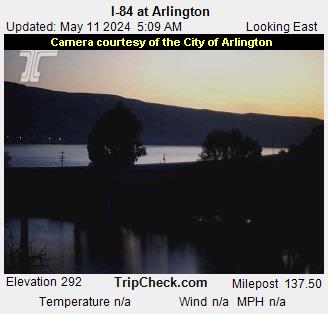 I-84 at Arlington
Updated: May 11 2024 5:09 AM Looking East
Camera courtesy of the City of Arlington
Elevation 292 TripCheck.com Milepost 137.50
Temperature n/a Wind n/a MPH n/a